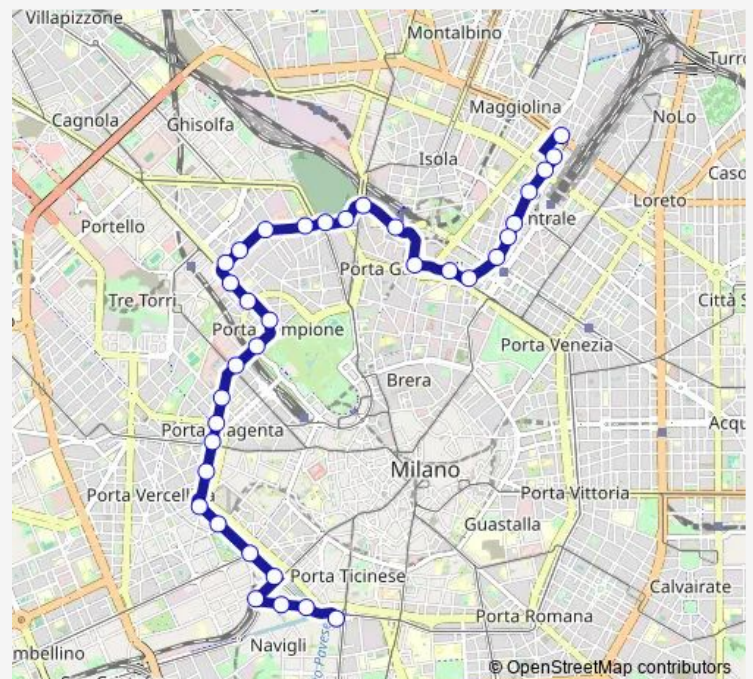 Villapizzone
Montalbino
Turro
Cagnola
Ghisolfa
Maggiolina
NoLo
Isola
Caso
Loreto
Portello
ntrale
Porta G
Tre Torri
Città S
Porta mpione
Porta Venezia
Brera
Porta agenta
Acqu
Milano
Porta Vercell a
Porta Vittoria
Guastalla
Porta Ticinese
Calvairate
Porta Romana
Navigli
o Pavese
mbellino
© OpenStreetMap contributors